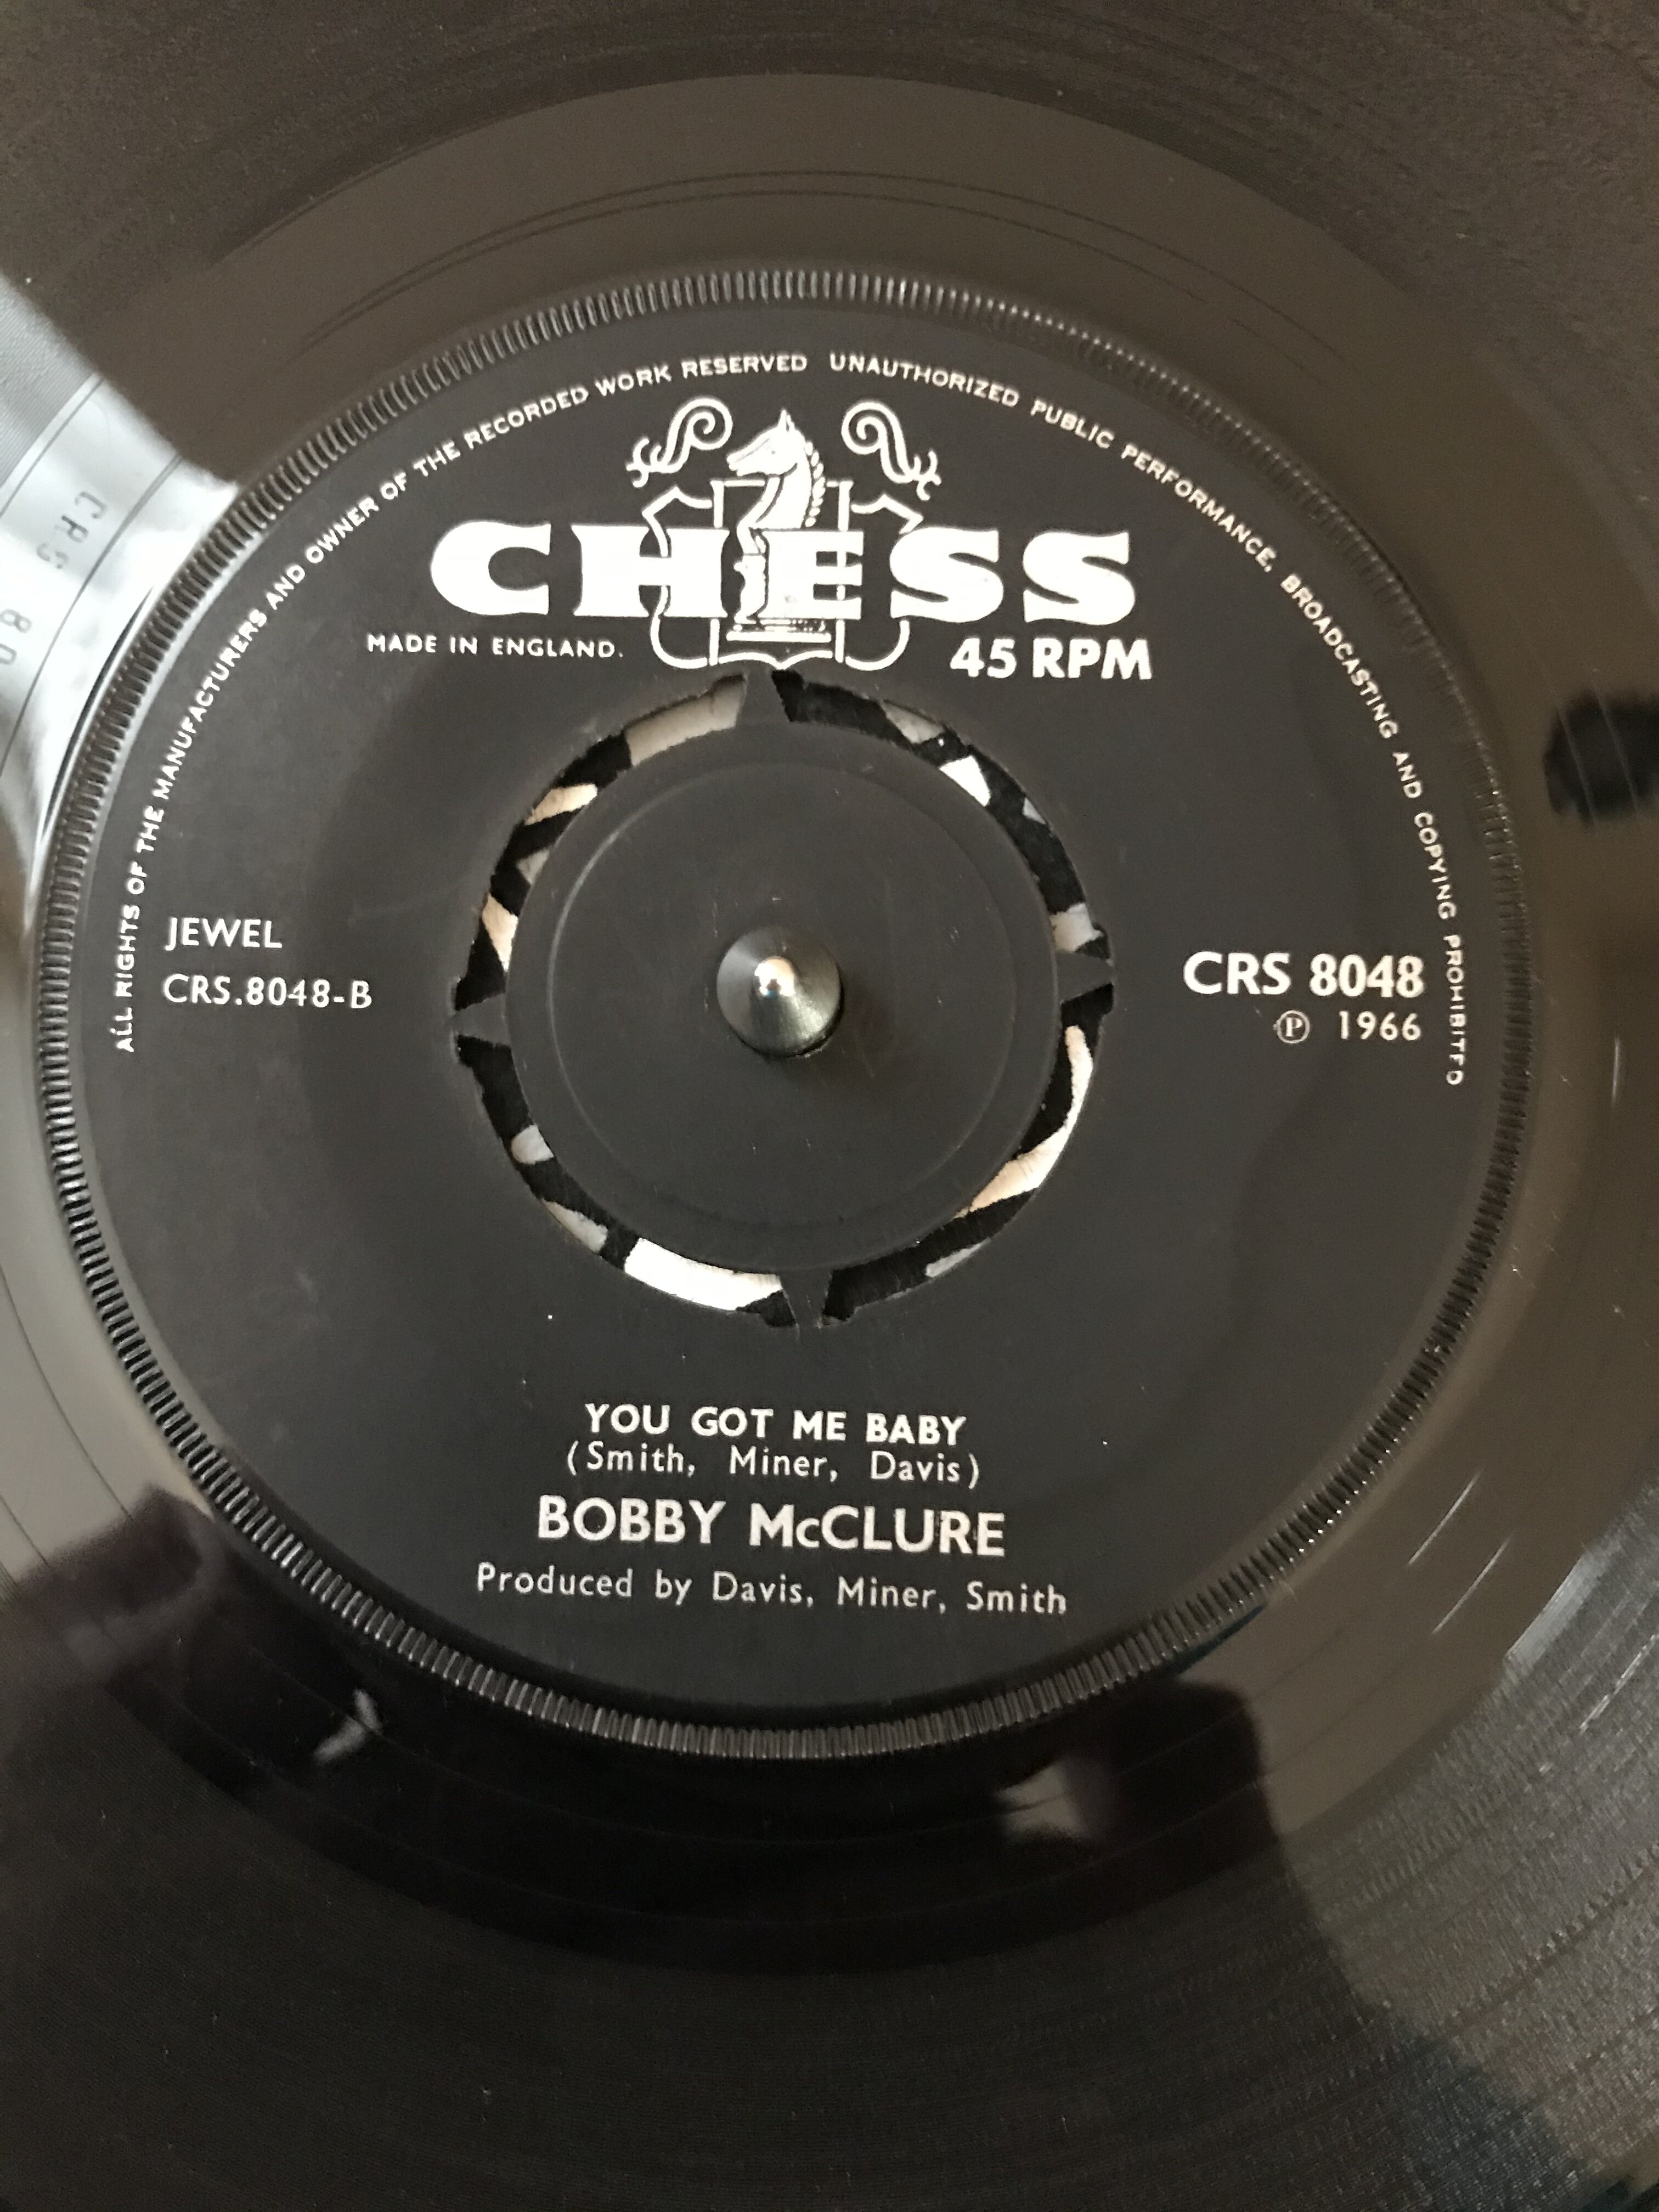 ALL RIGHTS OF THE MANUFACTURERS AND OWNER OF THE RECORDED WORK RESERVED UNAUTHORIZED PUBLIC PERFORMANCE, BROADCASTING AND COPYING PROHIBITED
CHESS
MADE IN ENGLAND.
45 RPM
JEWEL
CRS.8048-B
CRS 8048
Ⓟ 1966
YOU GOT ME BABY
(Smith, Miner, Davis)
BOBBY McCLURE
Produced by Davis, Miner, Smith
CRS 80